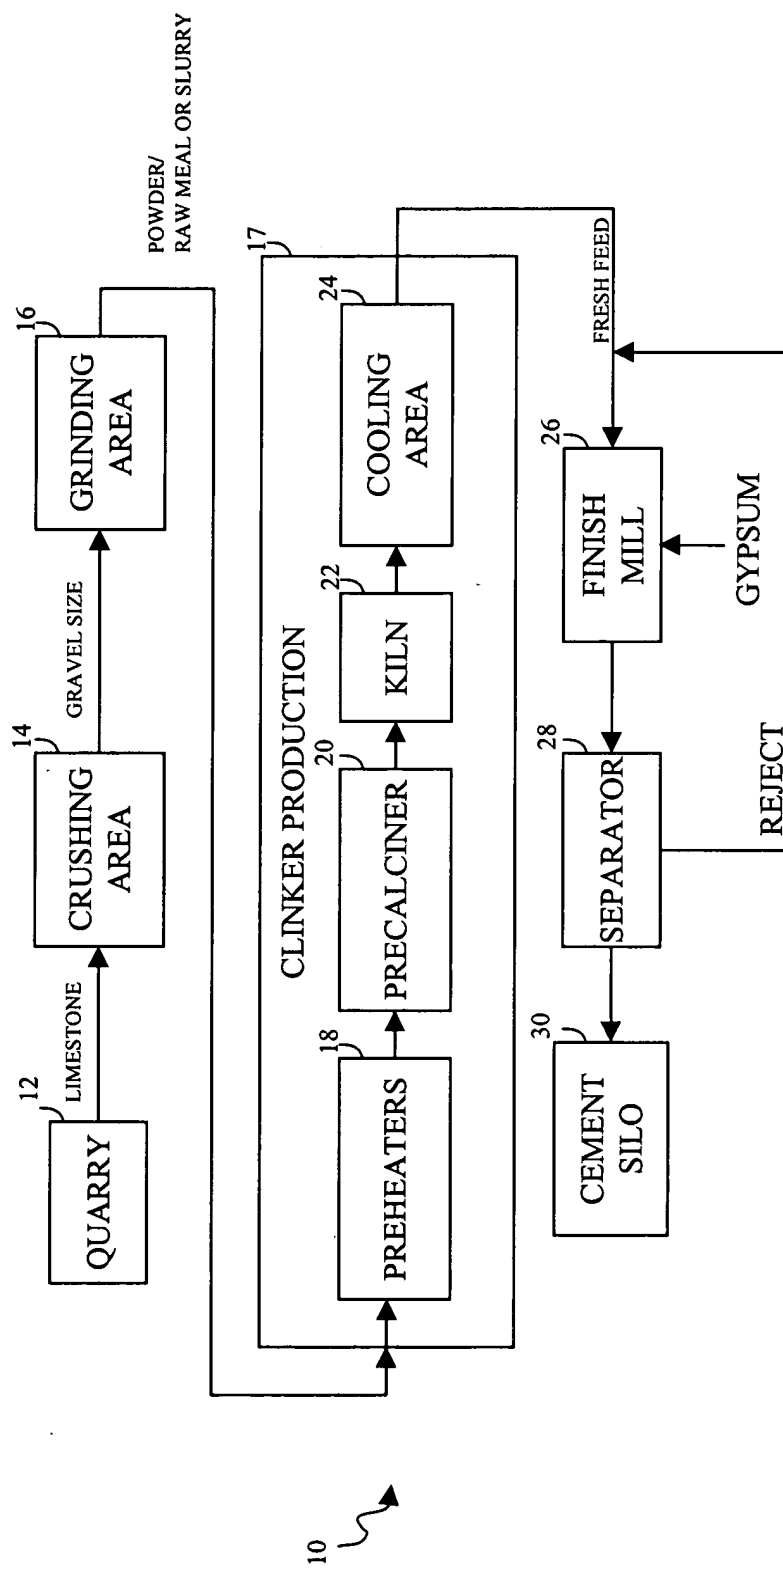 12
QUARRY
LIMESTONE
14
CRUSHING
AREA
GRAVEL SIZE
16
GRINDING
AREA
POWDER/
RAW MEAL OR SLURRY
17
CLINKER PRODUCTION
18
PREHEATERS
20
PRECALCINER
22
KILN
24
COOLING
AREA
FRESH FEED
26
FINISH
MILL
GYPSUM
28
SEPARATOR
REJECT
30
CEMENT
SILO
10